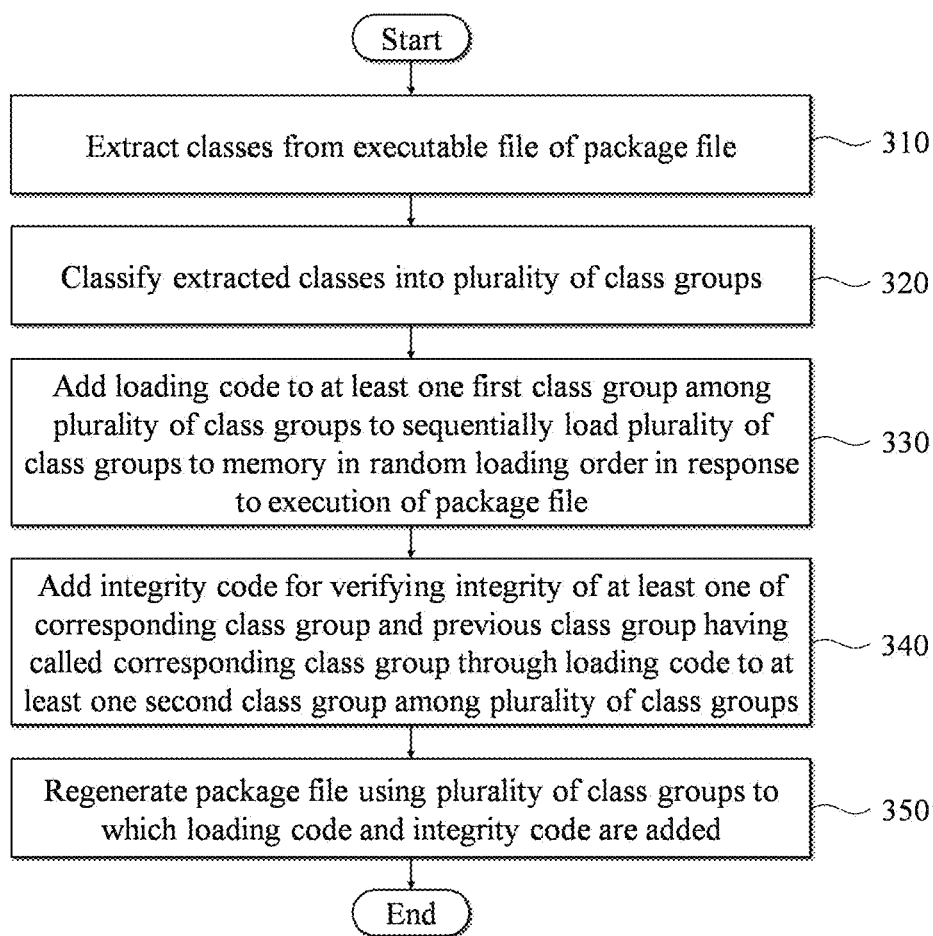 Start
Extract classes from executable file of package file
310
Classify extracted classes into plurality of class groups
320
Add loading code to at least one first class group among
plurality of class groups to sequentially load plurality of
class groups to memory in random loading order in response
to execution of package file
330
Add integrity code for verifying integrity of at least one of
corresponding class group and previous class group having
called corresponding class group through loading code to at
least one second class group among plurality of class groups
340
Regenerate package file using plurality of class groups to
which loading code and integrity code are added
350
End